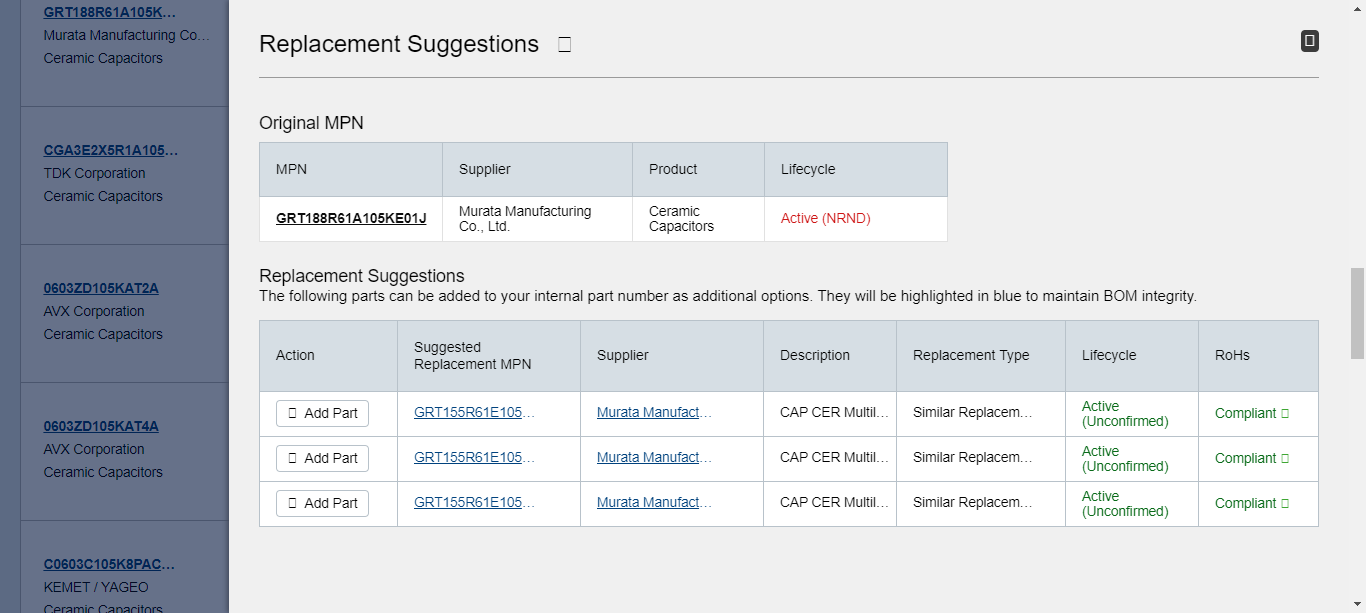 GRT188R61A105K…
Murata Manufacturing Co…
Ceramic Capacitors
CGA3E2X5R1A105…
TDK Corporation
Ceramic Capacitors
0603ZD105KAT2A
AVX Corporation
Ceramic Capacitors
0603ZD105KAT4A
AVX Corporation
Ceramic Capacitors
C0603C105K8PAC…
KEMET / YAGEO
Ceramic Capacitors
Replacement Suggestions
Original MPN
MPN Supplier Product Lifecycle
GRT188R61A105KE01J Murata Manufacturing Co., Ltd. Ceramic Capacitors Active (NRND)
Replacement Suggestions
The following parts can be added to your internal part number as additional options. They will be highlighted in blue to maintain BOM integrity.
Action Suggested Replacement MPN Supplier Description Replacement Type Lifecycle RoHs
Add Part GRT155R61E105… Murata Manufact… CAP CER Multil… Similar Replacem… Active (Unconfirmed) Compliant
Add Part GRT155R61E105… Murata Manufact… CAP CER Multil… Similar Replacem… Active (Unconfirmed) Compliant
Add Part GRT155R61E105… Murata Manufact… CAP CER Multil… Similar Replacem… Active (Unconfirmed) Compliant